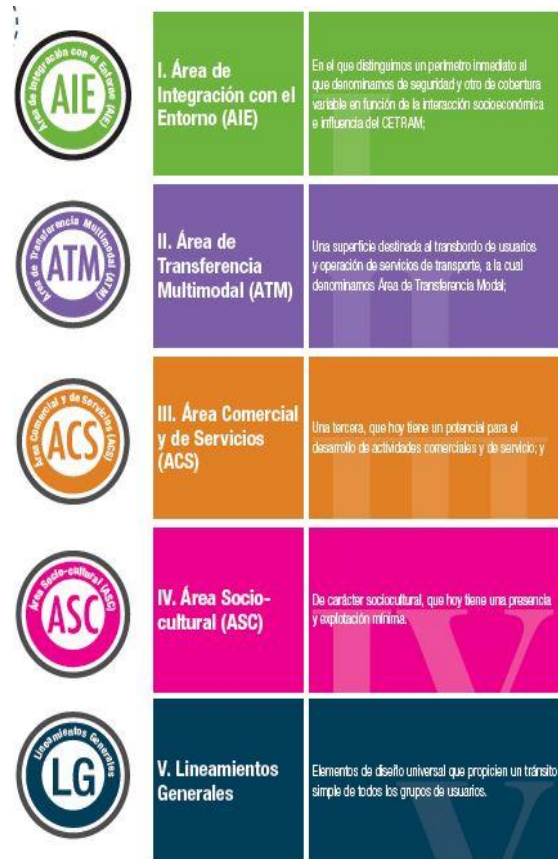 Área de Integración con el Entorno (AIE)
AIE
I. Área de
Integración con el
Entorno (AIE)
En el que distinguimos un perímetro inmediato al
que denominamos de seguridad y otro de cobertura
variable en función de la interacción socioeconómica
e influencia del CETRAM;
I
Área de Transferencia Multimodal (ATM)
ATM
II. Área de
Transferencia
Multimodal (ATM)
Una superficie destinada al transbordo de usuarios
y operación de servicios de transporte, a la cual
denominamos Área de Transferencia Modal;
II
Área Comercial y de Servicios (ACS)
ACS
III. Área Comercial
y de Servicios
(ACS)
Una tercera, que hoy tiene un potencial para el
desarrollo de actividades comerciales y de servicio; y
III
Área Socio-cultural (ASC)
ASC
IV. Área Socio-
cultural (ASC)
De carácter sociocultural, que hoy tiene una presencia
y explotación mínima.
IV
Lineamientos Generales
LG
V. Lineamientos
Generales
Elementos de diseño universal que propicien un tránsito
simple de todos los grupos de usuarios.
V